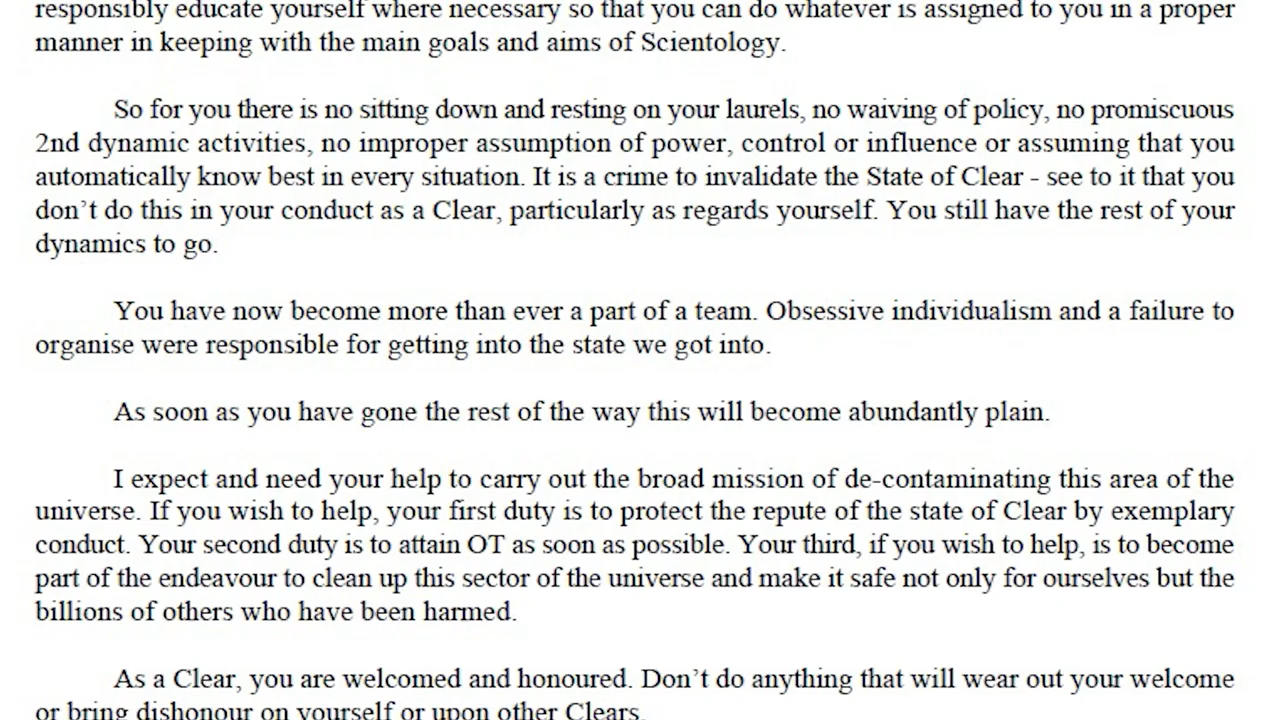 responsibly educate yourself where necessary so that you can do whatever is assigned to you in a proper
manner in keeping with the main goals and aims of Scientology.
So for you there is no sitting down and resting on your laurels, no waiving of policy, no promiscuous
2nd dynamic activities, no improper assumption of power, control or influence or assuming that you
automatically know best in every situation. It is a crime to invalidate the State of Clear - see to it that you
don't do this in your conduct as a Clear, particularly as regards yourself. You still have the rest of your
dynamics to go.
You have now become more than ever a part of a team. Obsessive individualism and a failure to
organise were responsible for getting into the state we got into.
As soon as you have gone the rest of the way this will become abundantly plain.
I expect and need your help to carry out the broad mission of de-contaminating this area of the
universe. If you wish to help, your first duty is to protect the repute of the state of Clear by exemplary
conduct. Your second duty is to attain OT as soon as possible. Your third, if you wish to help, is to become
part of the endeavour to clean up this sector of the universe and make it safe not only for ourselves but the
billions of others who have been harmed.
As a Clear, you are welcomed and honoured. Don't do anything that will wear out your welcome
or bring dishonour on yourself or upon other Clears.